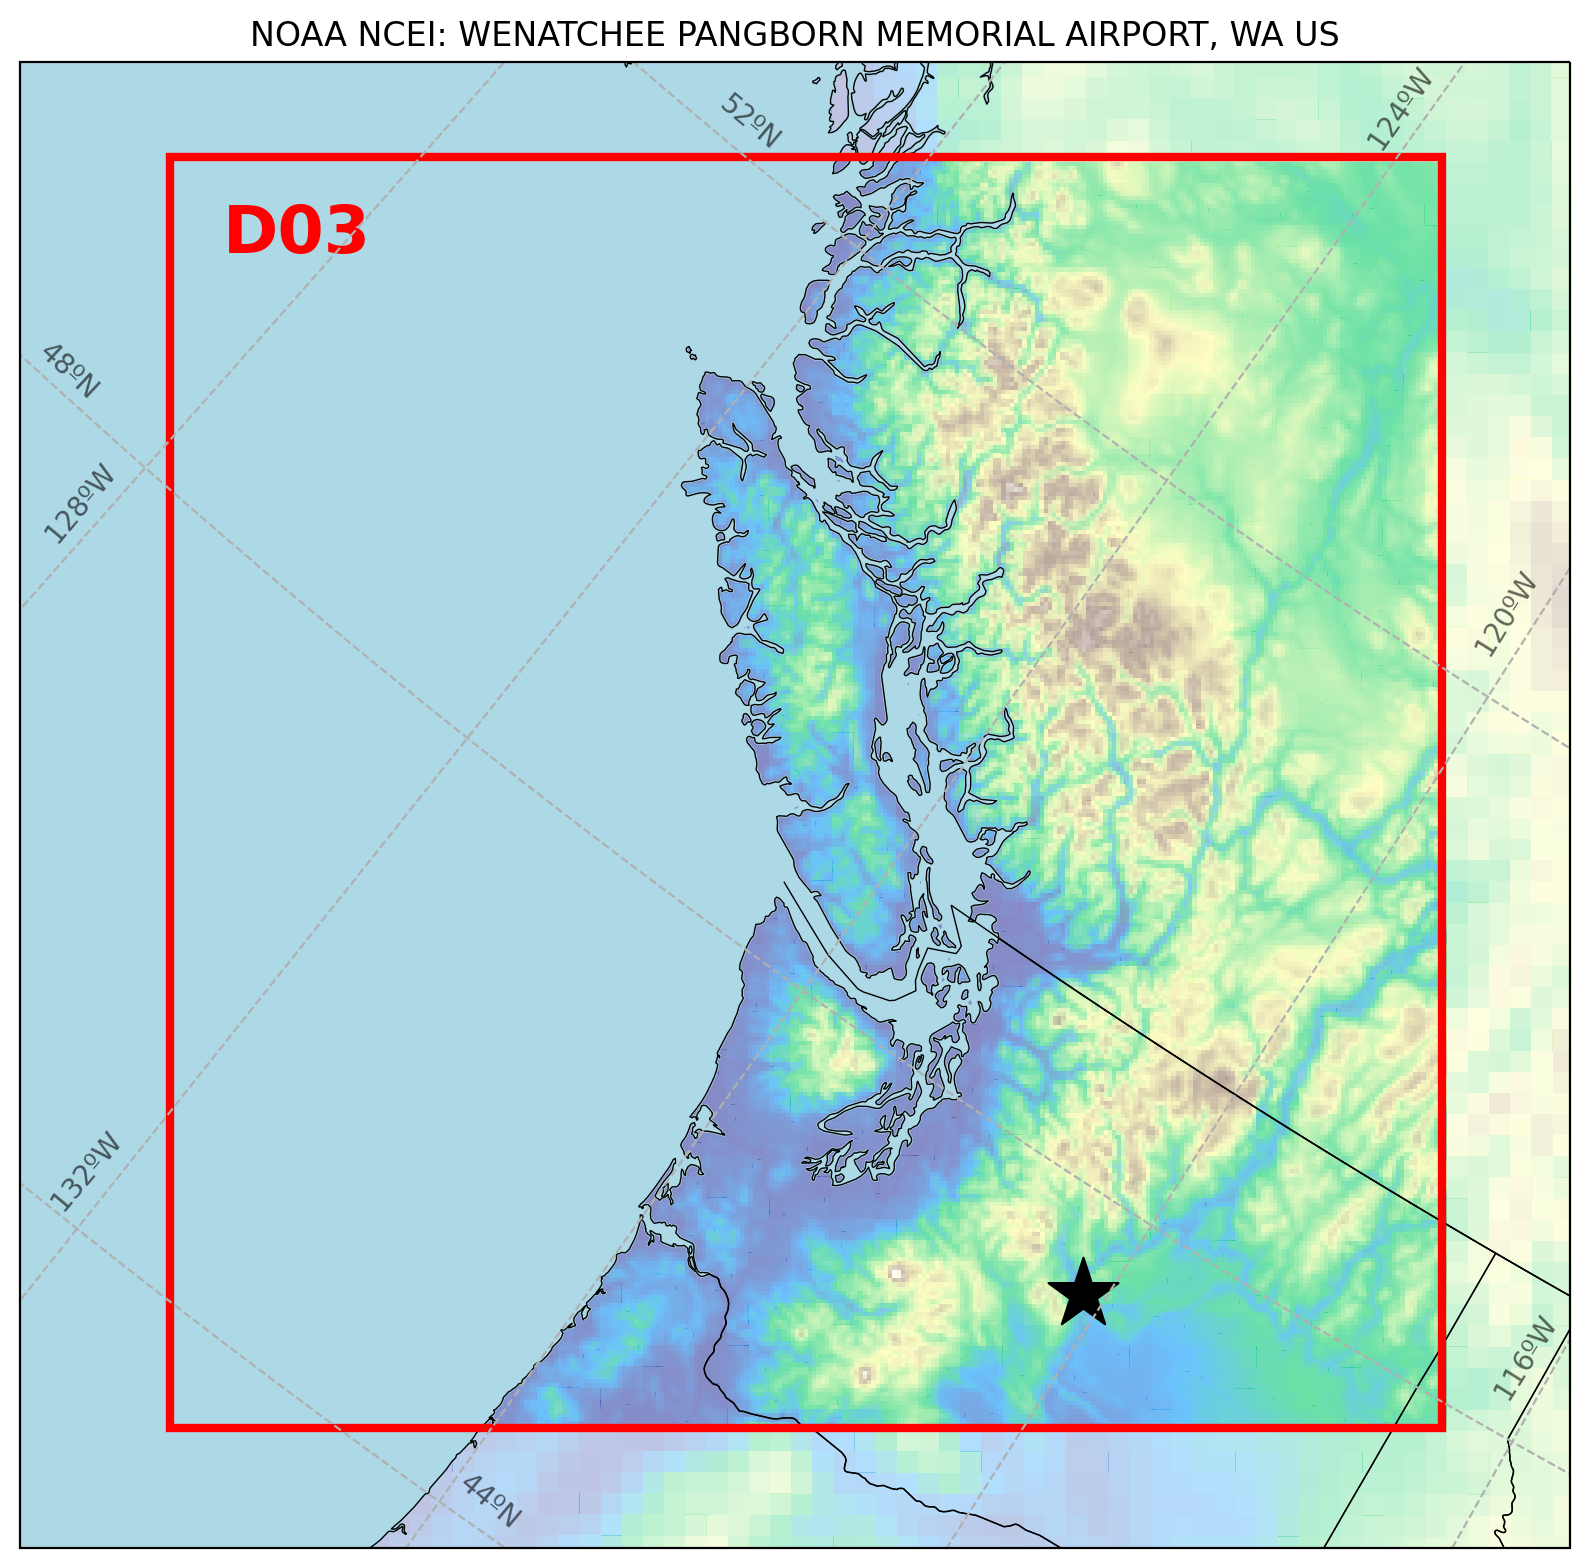 NOAA NCEI: WENATCHEE PANGBORN MEMORIAL AIRPORT, WA US
52ºN
124ºW
D03
48ºN
128ºW
120ºW
132ºW
116ºW
44ºN